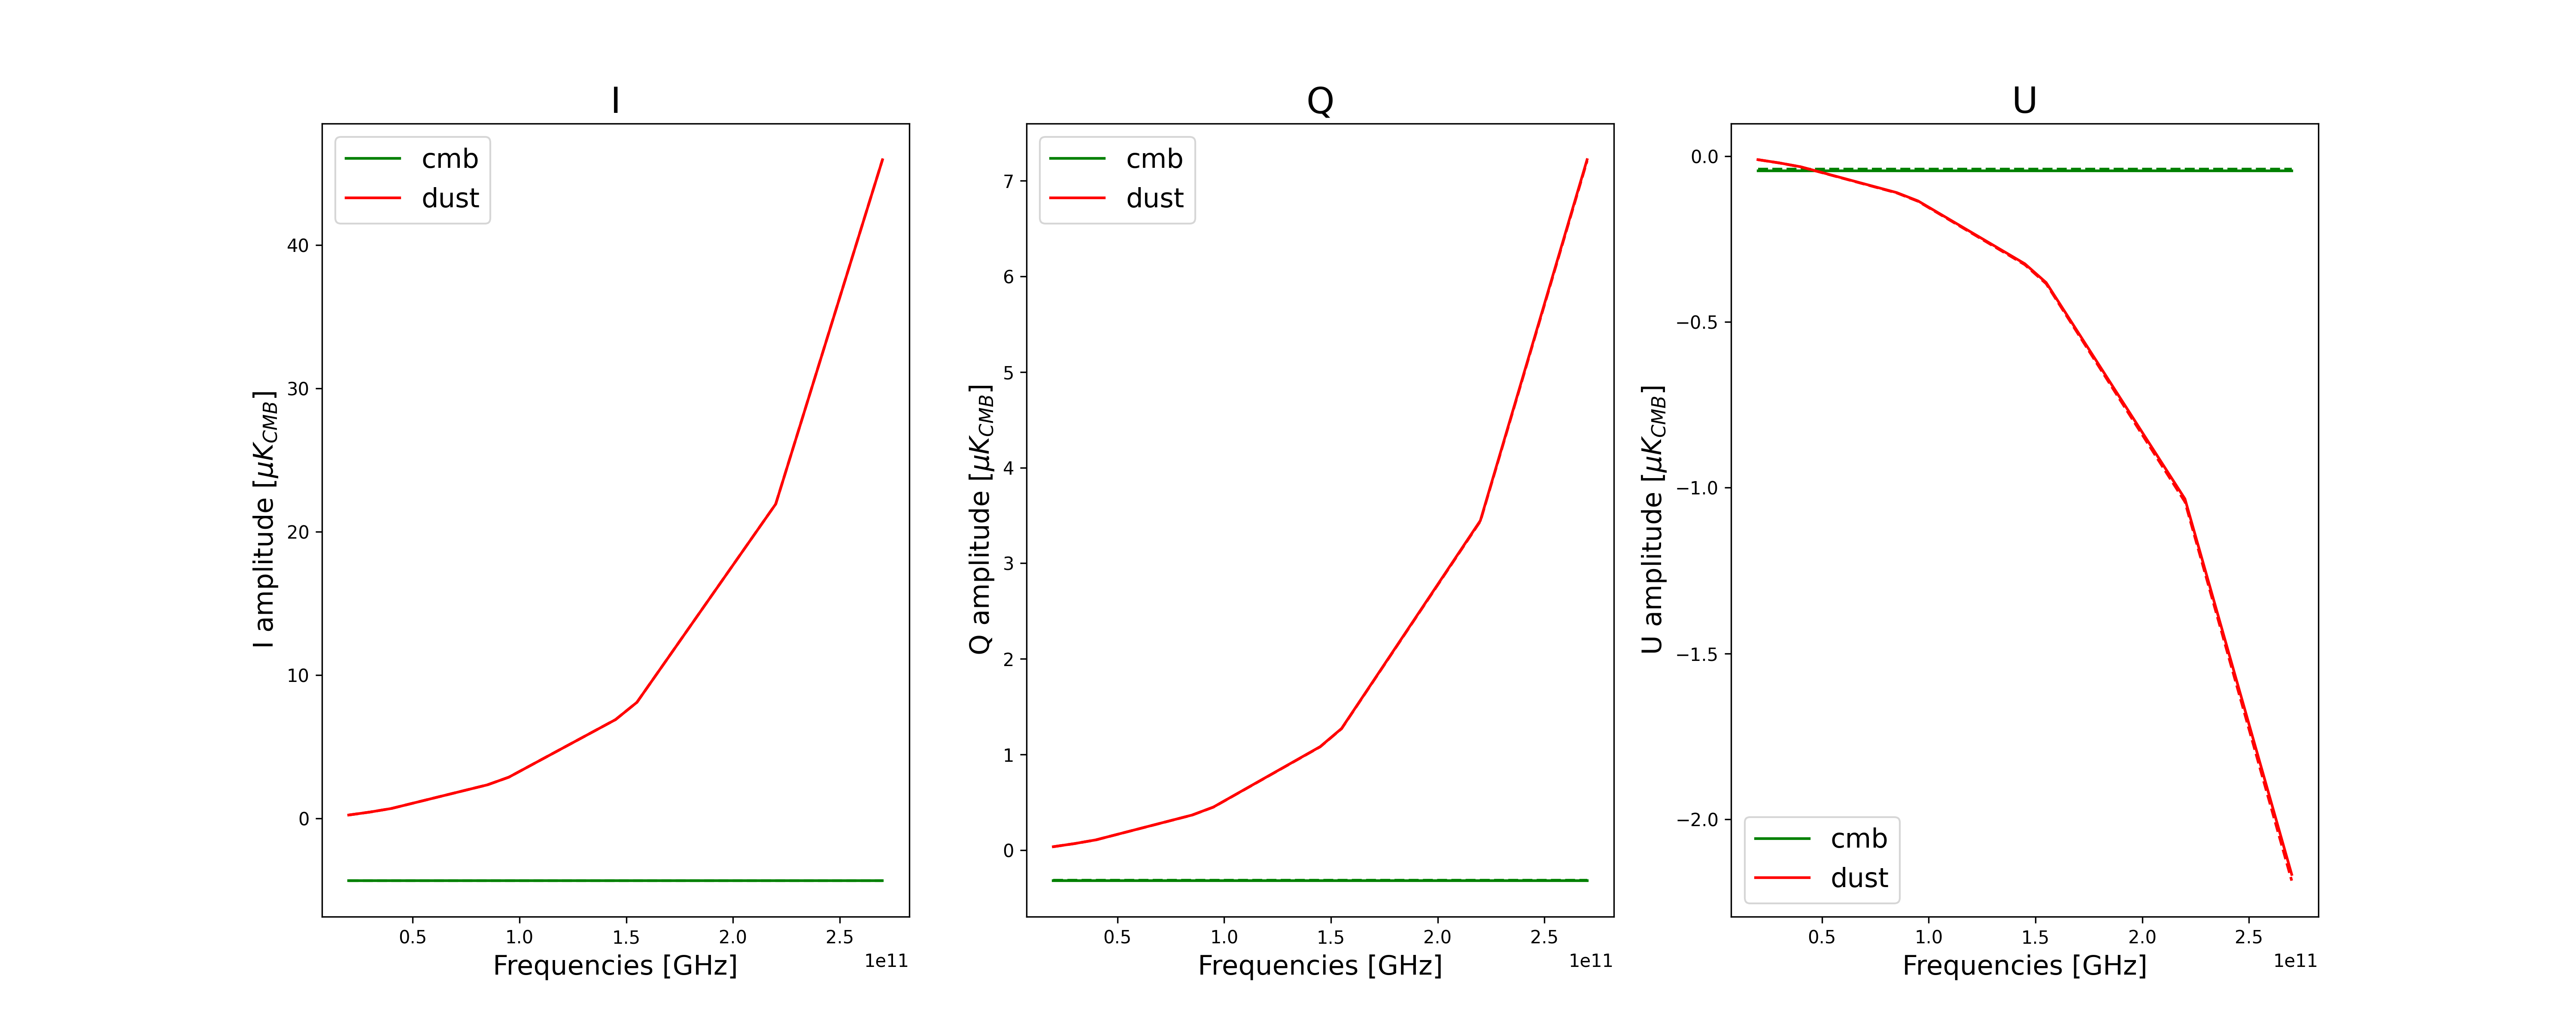 I
cmb
dust
40
30
20
10
0
I amplitude [μK_CMB]
0.5 1.0 1.5 2.0 2.5
Frequencies [GHz] 1e11
Q
cmb
dust
7
6
5
4
3
2
1
0
Q amplitude [μK_CMB]
0.5 1.0 1.5 2.0 2.5
Frequencies [GHz] 1e11
U
0.0
−0.5
−1.0
−1.5
−2.0
U amplitude [μK_CMB]
cmb
dust
0.5 1.0 1.5 2.0 2.5
Frequencies [GHz] 1e11